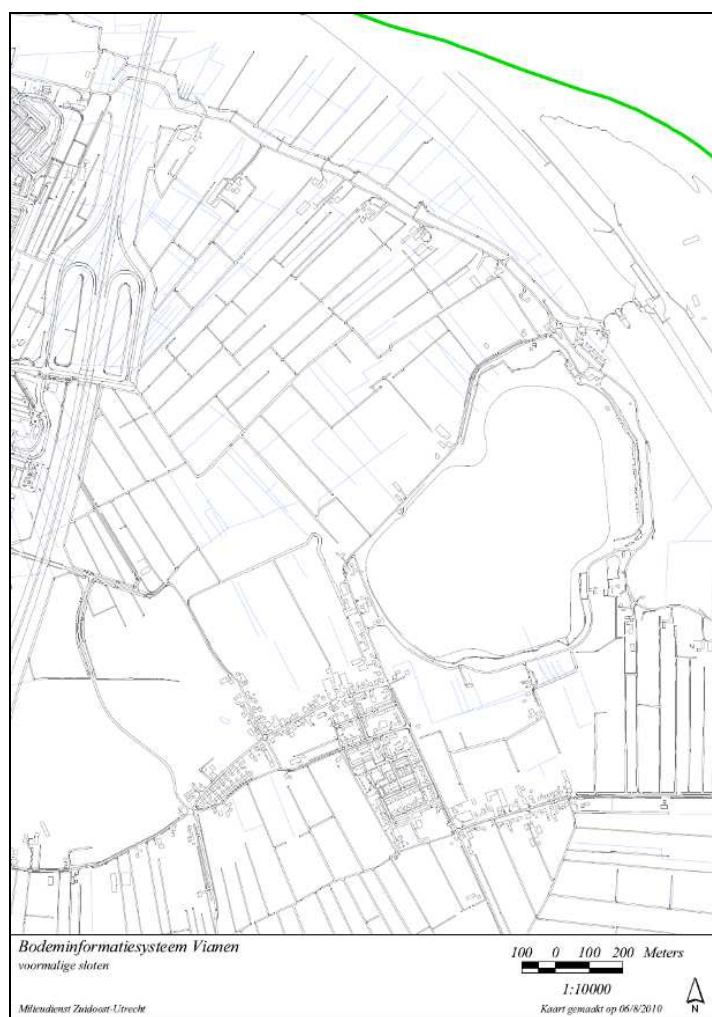 Bodeminformatiesysteem Vianen
voormalige sloten
Milieudienst Zuidoost-Utrecht
100 0 100 200 Meters
1:10000
Kaart gemaakt op 06/8/2010
N